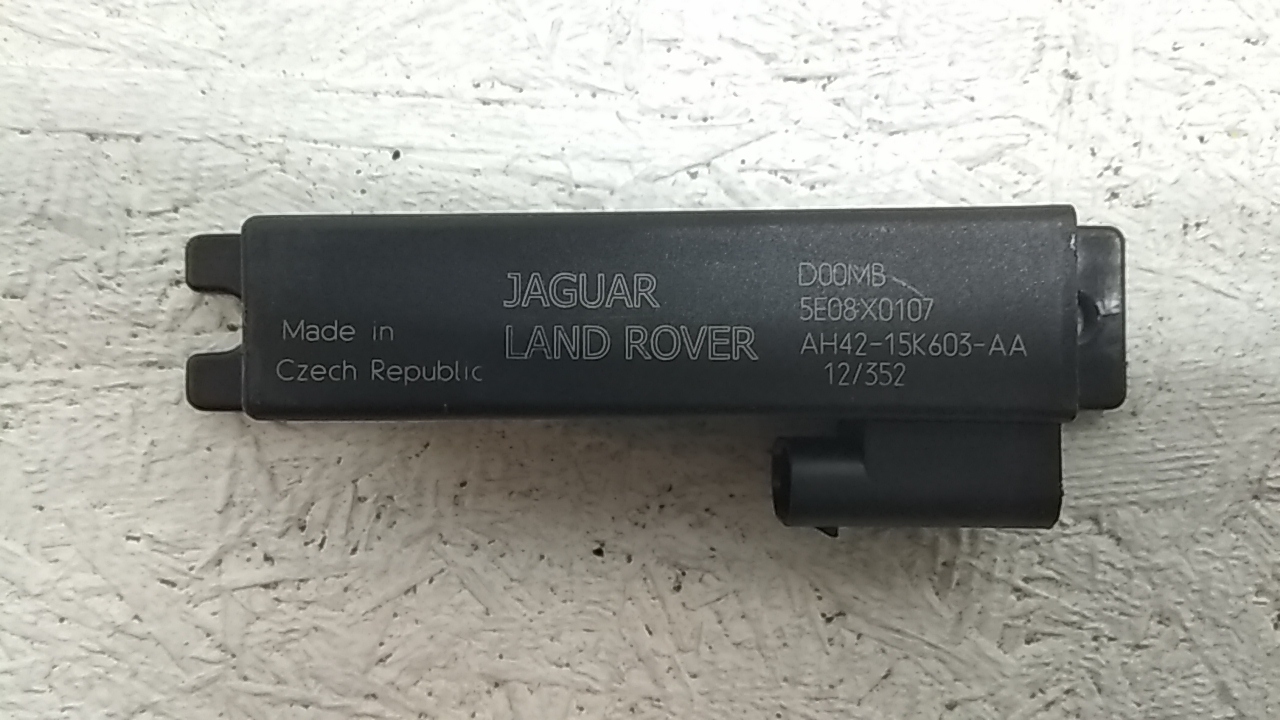 Made in
Czech Republic
JAGUAR
LAND ROVER
D00MB
5E08X0107
AH42-15K603-AA
12/352